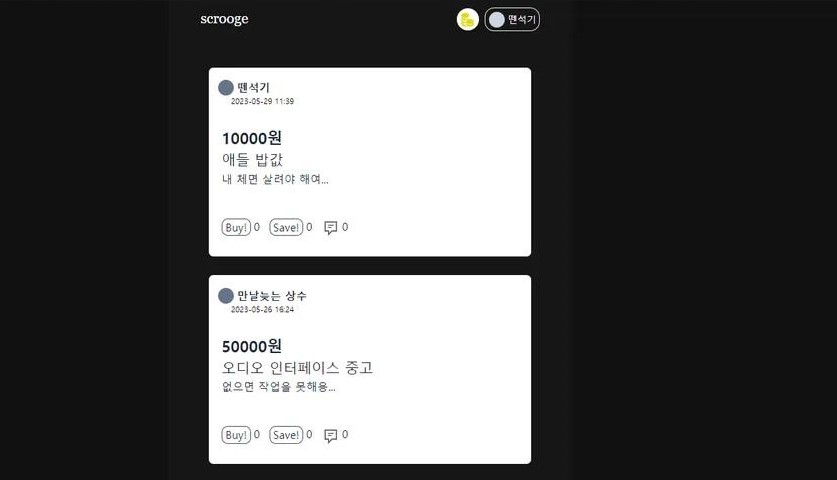 scrooge
뗀석기
뗀석기
2023-05-29 11:39
10000원
애들 밥값
내 체면 살려야 해여...
Buy! 0 Save! 0 0
만날늦는 상수
2023-05-26 16:24
50000원
오디오 인터페이스 중고
없으면 작업을 못해용...
Buy! 0 Save! 0 0